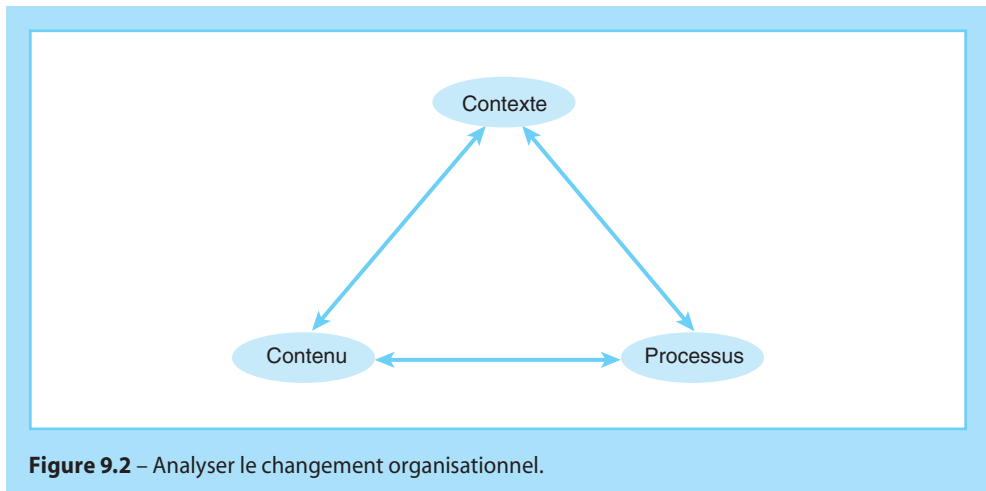 Contexte
Contenu
Processus
Figure 9.2 – Analyser le changement organisationnel.